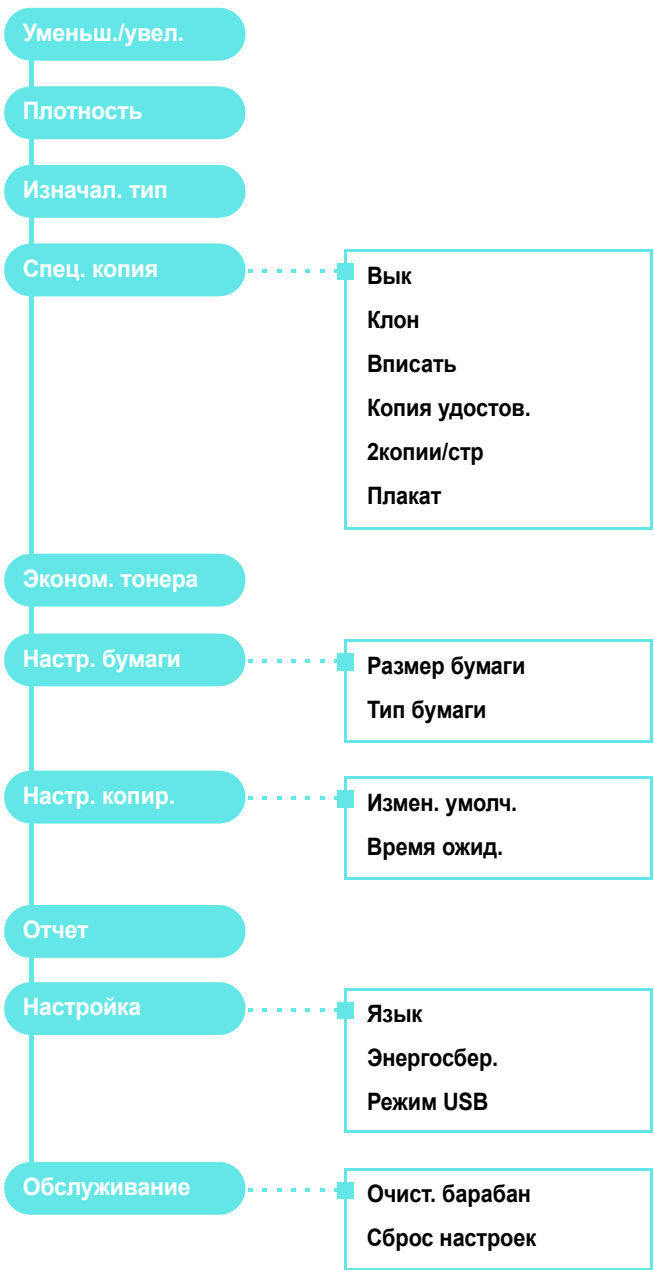 Уменьш./увел.
Плотность
Изначал. тип
Спец. копия
Вык
Клон
Вписать
Копия удостов.
2копии/стр
Плакат
Эконом. тонера
Настр. бумаги
Размер бумаги
Тип бумаги
Настр. копир.
Измен. умолч.
Время ожид.
Отчет
Настройка
Язык
Энергосбер.
Режим USB
Обслуживание
Очист. барабан
Сброс настроек